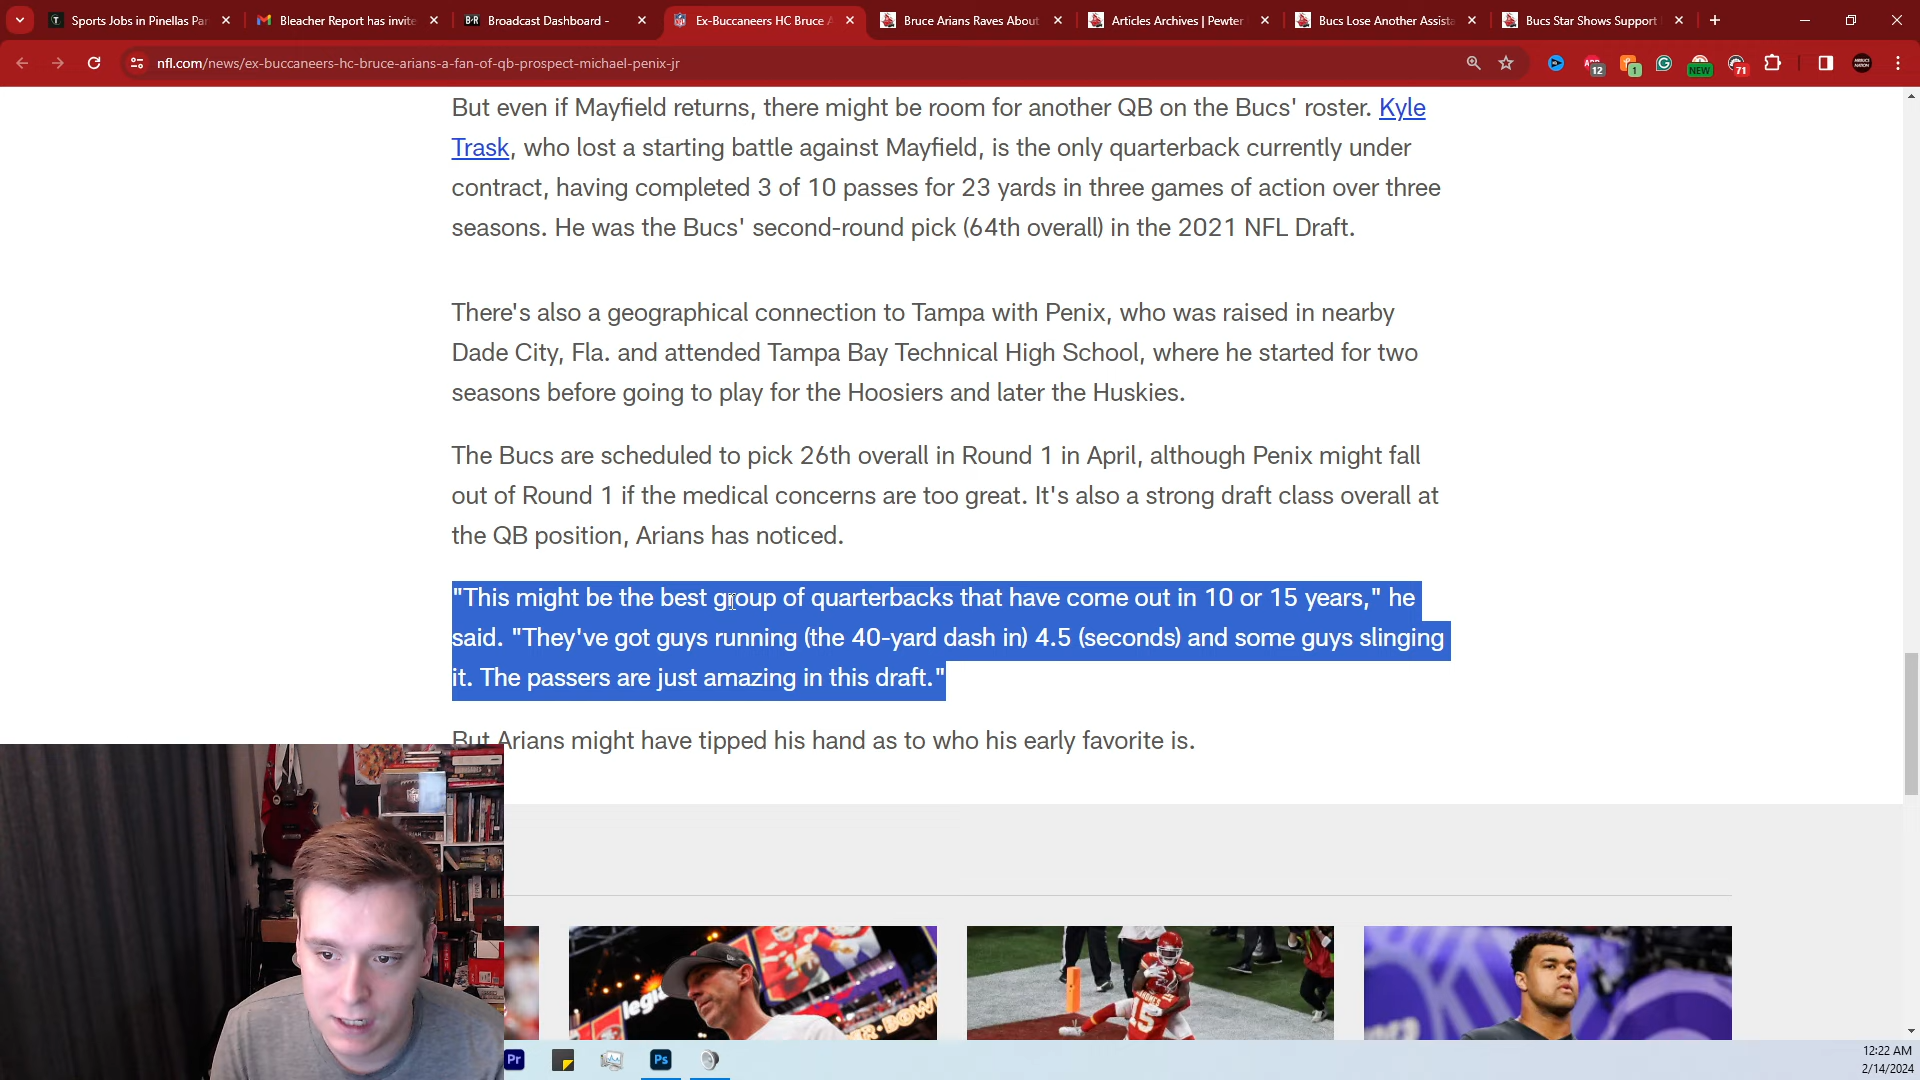 Sports Jobs in Pinellas Par
Bleacher Report has invite
B/R Broadcast Dashboard -
Ex-Buccaneers HC Bruce A
Bruce Arians Raves About
Articles Archives | Pewter
Bucs Lose Another Assista
Bucs Star Shows Support
nfl.com/news/ex-buccaneers-hc-bruce-arians-a-fan-of-qb-prospect-michael-penix-jr
12
1
NEW
71
But even if Mayfield returns, there might be room for another QB on the Bucs' roster. Kyle
Trask, who lost a starting battle against Mayfield, is the only quarterback currently under
contract, having completed 3 of 10 passes for 23 yards in three games of action over three
seasons. He was the Bucs' second-round pick (64th overall) in the 2021 NFL Draft.
There's also a geographical connection to Tampa with Penix, who was raised in nearby
Dade City, Fla. and attended Tampa Bay Technical High School, where he started for two
seasons before going to play for the Hoosiers and later the Huskies.
The Bucs are scheduled to pick 26th overall in Round 1 in April, although Penix might fall
out of Round 1 if the medical concerns are too great. It's also a strong draft class overall at
the QB position, Arians has noticed.
"This might be the best group of quarterbacks that have come out in 10 or 15 years," he
said. "They've got guys running (the 40-yard dash in) 4.5 (seconds) and some guys slinging
it. The passers are just amazing in this draft."
But Arians might have tipped his hand as to who his early favorite is.
15
Pr
Ps
12:22 AM
2/14/2024